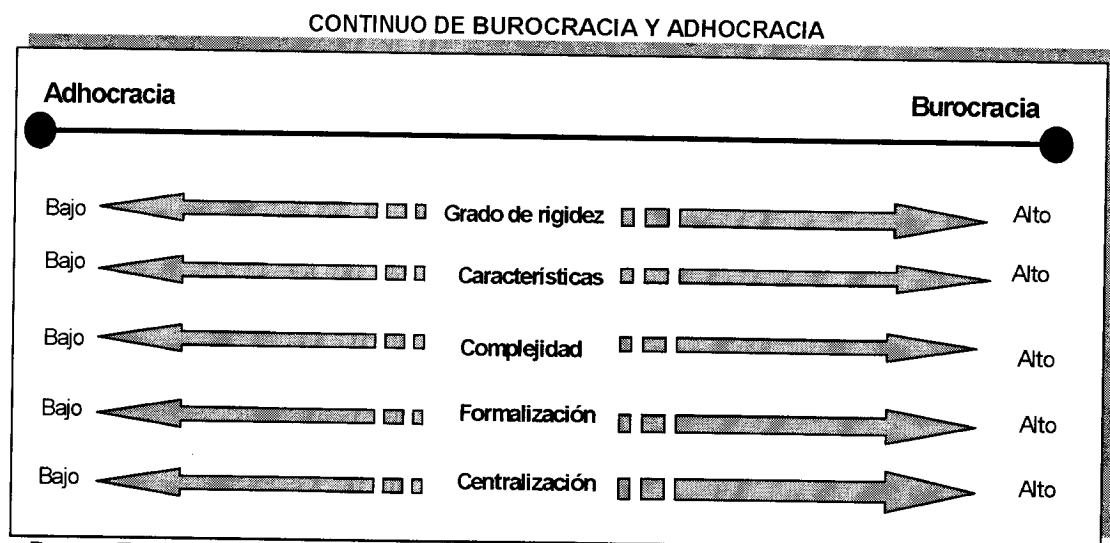 CONTINUO DE BUROCRACIA Y ADHOCRACIA
Adhocracia Burocracia
Bajo Grado de rigidez Alto
Bajo Características Alto
Bajo Complejidad Alto
Bajo Formalización Alto
Bajo Centralización Alto